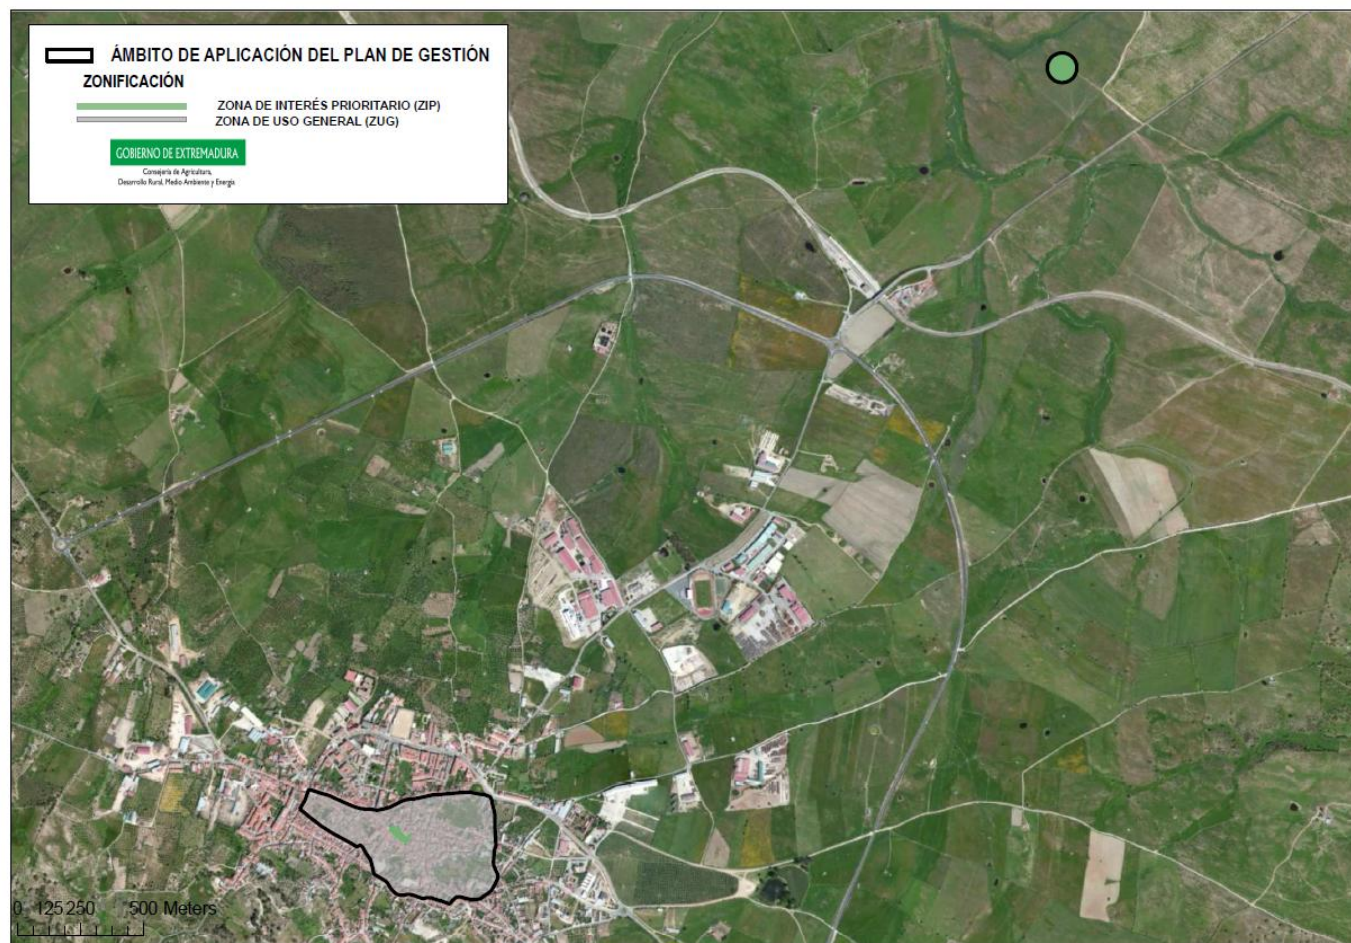 ÁMBITO DE APLICACIÓN DEL PLAN DE GESTIÓN
ZONIFICACIÓN
ZONA DE INTERÉS PRIORITARIO (ZIP)
ZONA DE USO GENERAL (ZUG)
GOBIERNO DE EXTREMADURA
Consejería de Agricultura,
Desarrollo Rural, Medio Ambiente y Energía
0 125 250 500 Meters